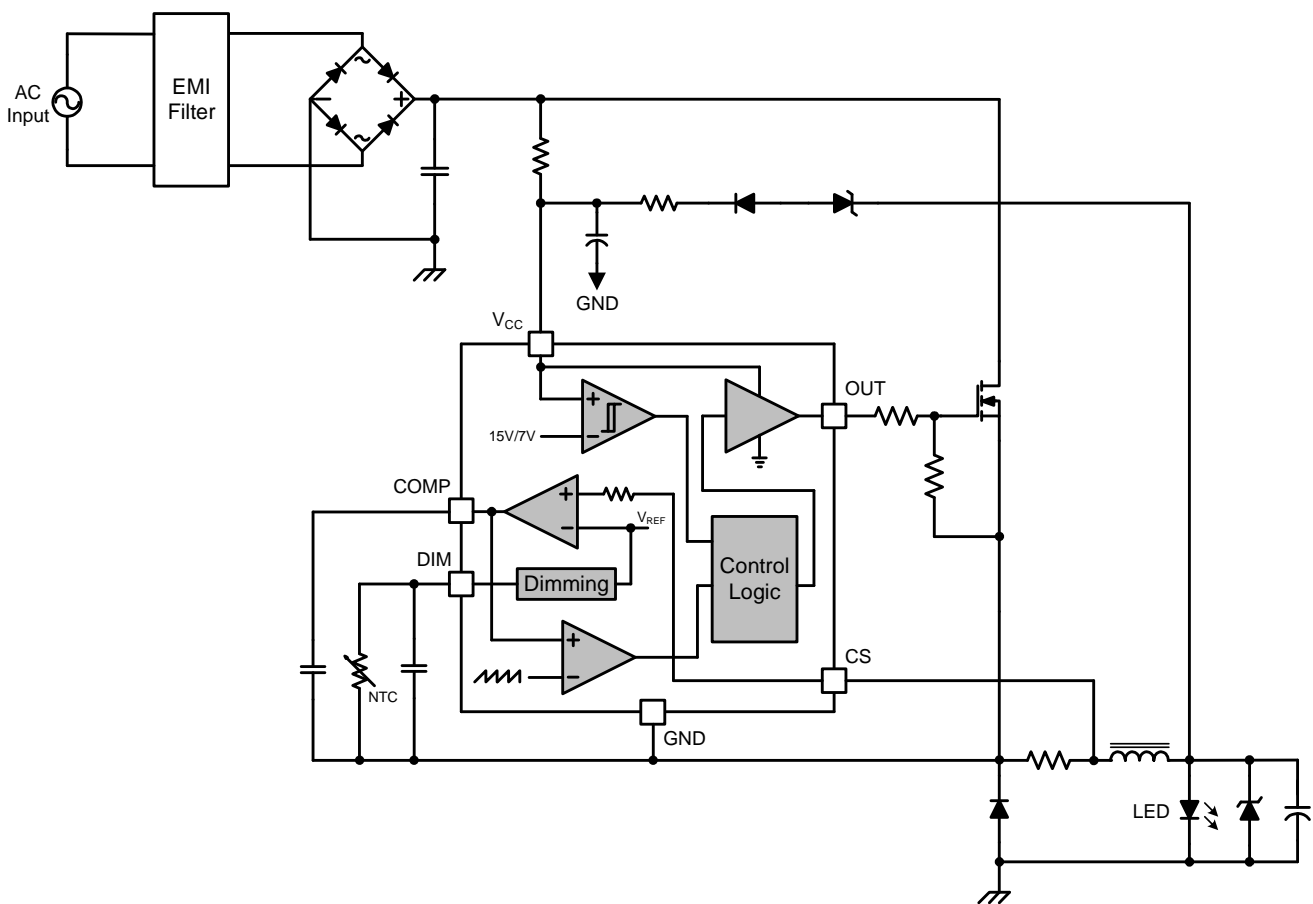 AC
Input
EMI
Filter
GND
VCC
OUT
15V/7V
COMP
VREF
DIM
Dimming
Control
Logic
CS
NTC
GND
LED